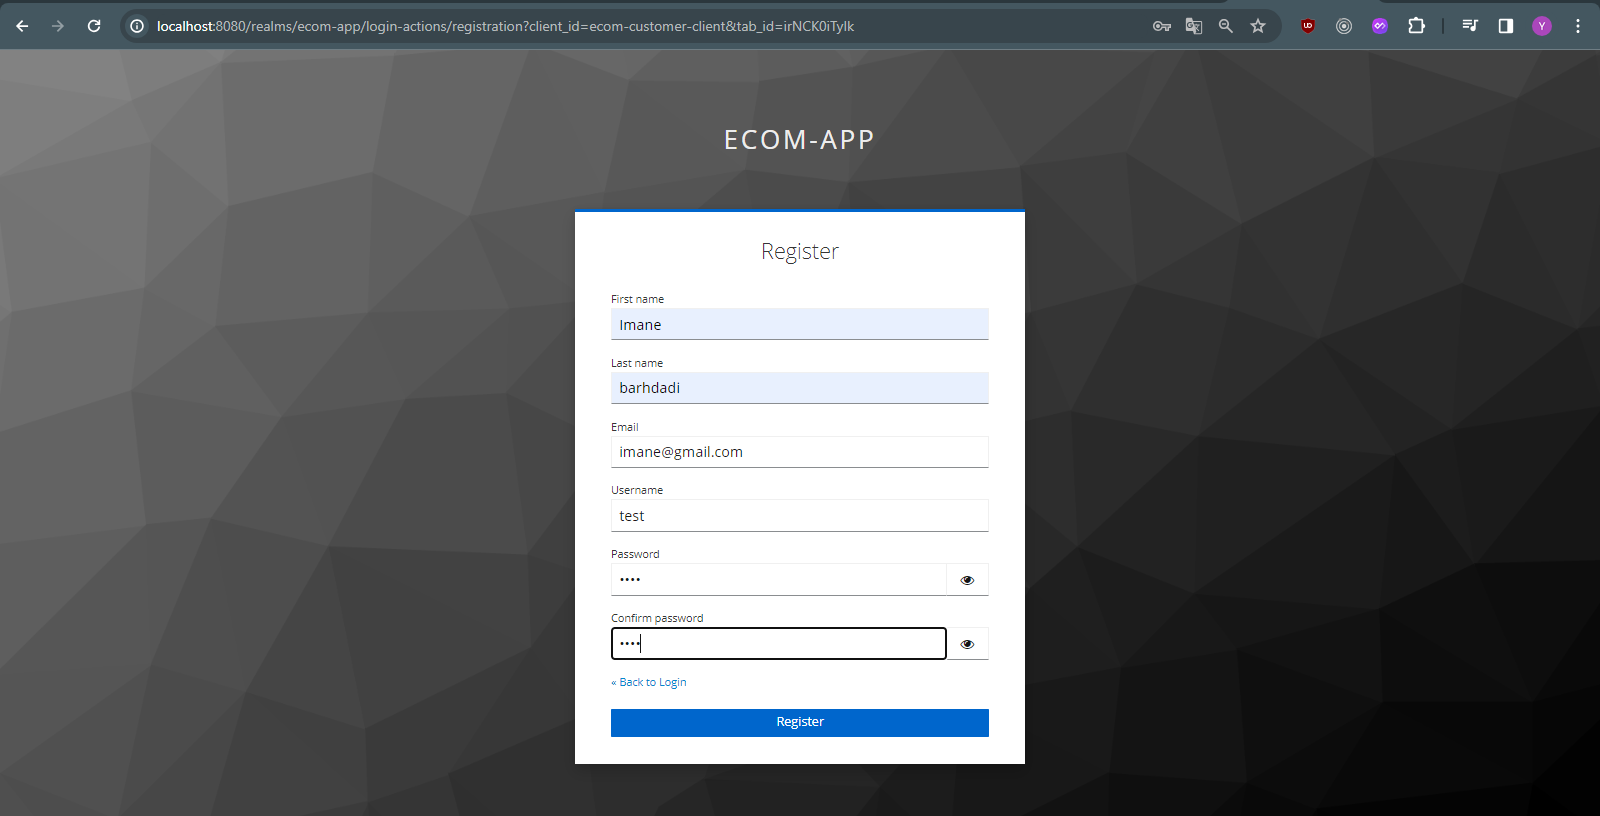 localhost:8080/realms/ecom-app/login-actions/registration?client_id=ecom-customer-client&tab_id=irNCK0iTylk
Y
ECOM-APP
Register
First name
Imane
Last name
barhdadi
Email
imane@gmail.com
Username
test
Password
••••
Confirm password
••••
« Back to Login
Register